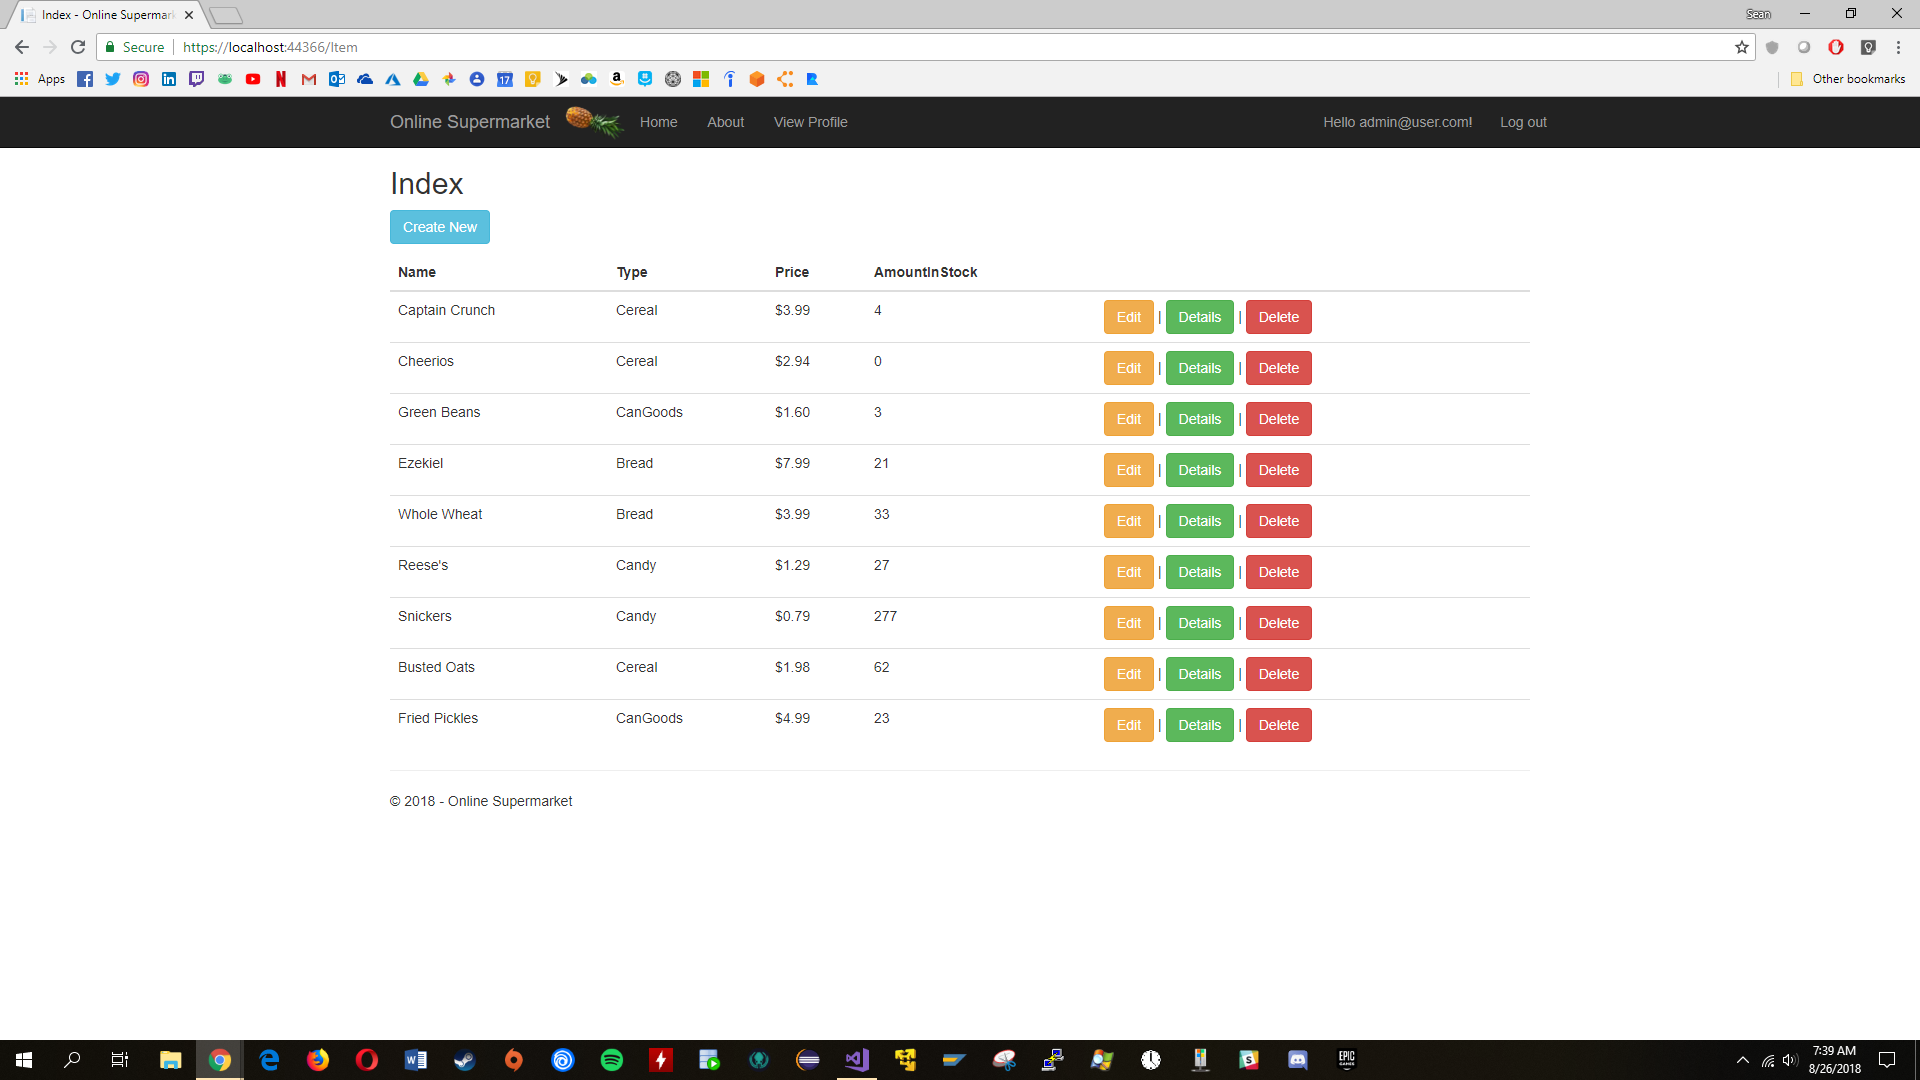 Index - Online Supermar
Sean
Secure
https://localhost:44366/Item
Apps
17
Other bookmarks
Online Supermarket
Home
About
View Profile
Hello admin@user.com!
Log out
Index
Create New
Name Type Price AmountInStock
Captain Crunch Cereal $3.99 4 Edit | Details | Delete
Cheerios Cereal $2.94 0 Edit | Details | Delete
Green Beans CanGoods $1.60 3 Edit | Details | Delete
Ezekiel Bread $7.99 21 Edit | Details | Delete
Whole Wheat Bread $3.99 33 Edit | Details | Delete
Reese's Candy $1.29 27 Edit | Details | Delete
Snickers Candy $0.79 277 Edit | Details | Delete
Busted Oats Cereal $1.98 62 Edit | Details | Delete
Fried Pickles CanGoods $4.99 23 Edit | Details | Delete
© 2018 - Online Supermarket
EPIC
GAMES
7:39 AM
8/26/2018